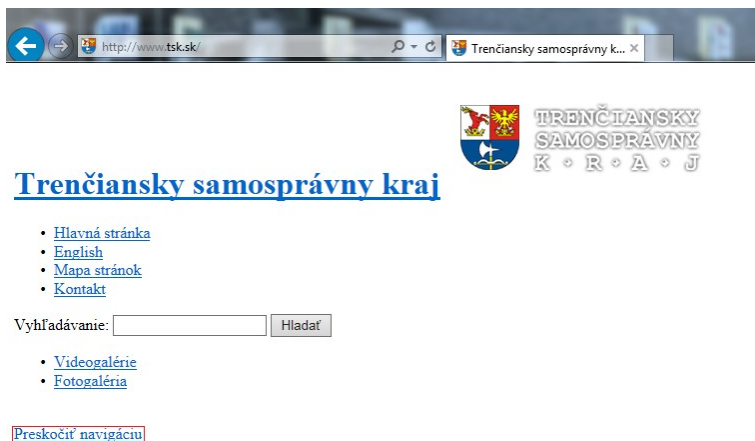 http://www.tsk.sk/
Trenčiansky samosprávny k...
TRENČIANSKY
SAMOSPRÁVNY
K • R • A • J
Trenčiansky samosprávny kraj
• Hlavná stránka
• English
• Mapa stránok
• Kontakt
Vyhľadávanie: Hladať
• Videogalérie
• Fotogaléria
Preskočiť navigáciu